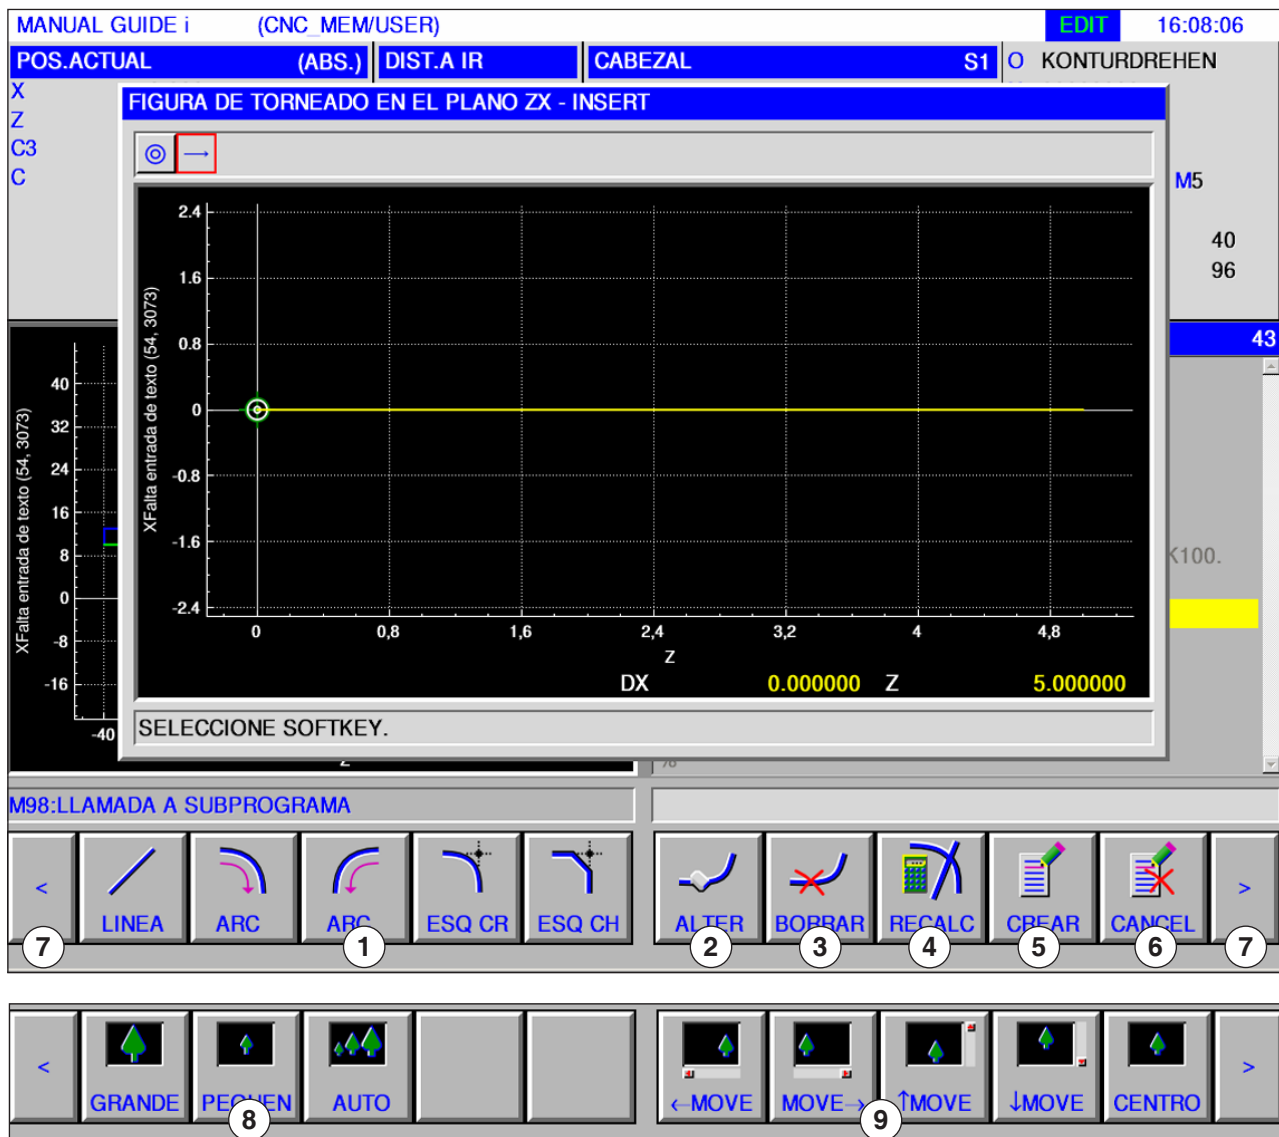 MANUAL GUIDE i (CNC_MEM/USER) EDIT 16:08:06
POS.ACTUAL (ABS.) DIST.A IR CABEZAL S1 O KONTURDREHEN
X
Z
C3
C
FIGURA DE TORNEADO EN EL PLANO ZX - INSERT
M5
40
96
43
2.4
1.6
0.8
0
-0.8
-1.6
-2.4
XFalta entrada de texto (54, 3073)
0 0,8 1,6 2,4 3,2 4 4,8
Z
DX 0.000000 Z 5.000000
SELECCIONE SOFTKEY.
40
32
24
16
8
0
-8
-16
XFalta entrada de texto (54, 3073)
-40
Z
K100.
%
M98:LLAMADA A SUBPROGRAMA
< LINEA ARC ARC ESQ CR ESQ CH ALTER BORRAR RECALC CREAR CANCEL >
7 1 2 3 4 5 6 7
< GRANDE PEQUEN AUTO ←MOVE MOVE→ ↑MOVE ↓MOVE CENTRO >
8 9